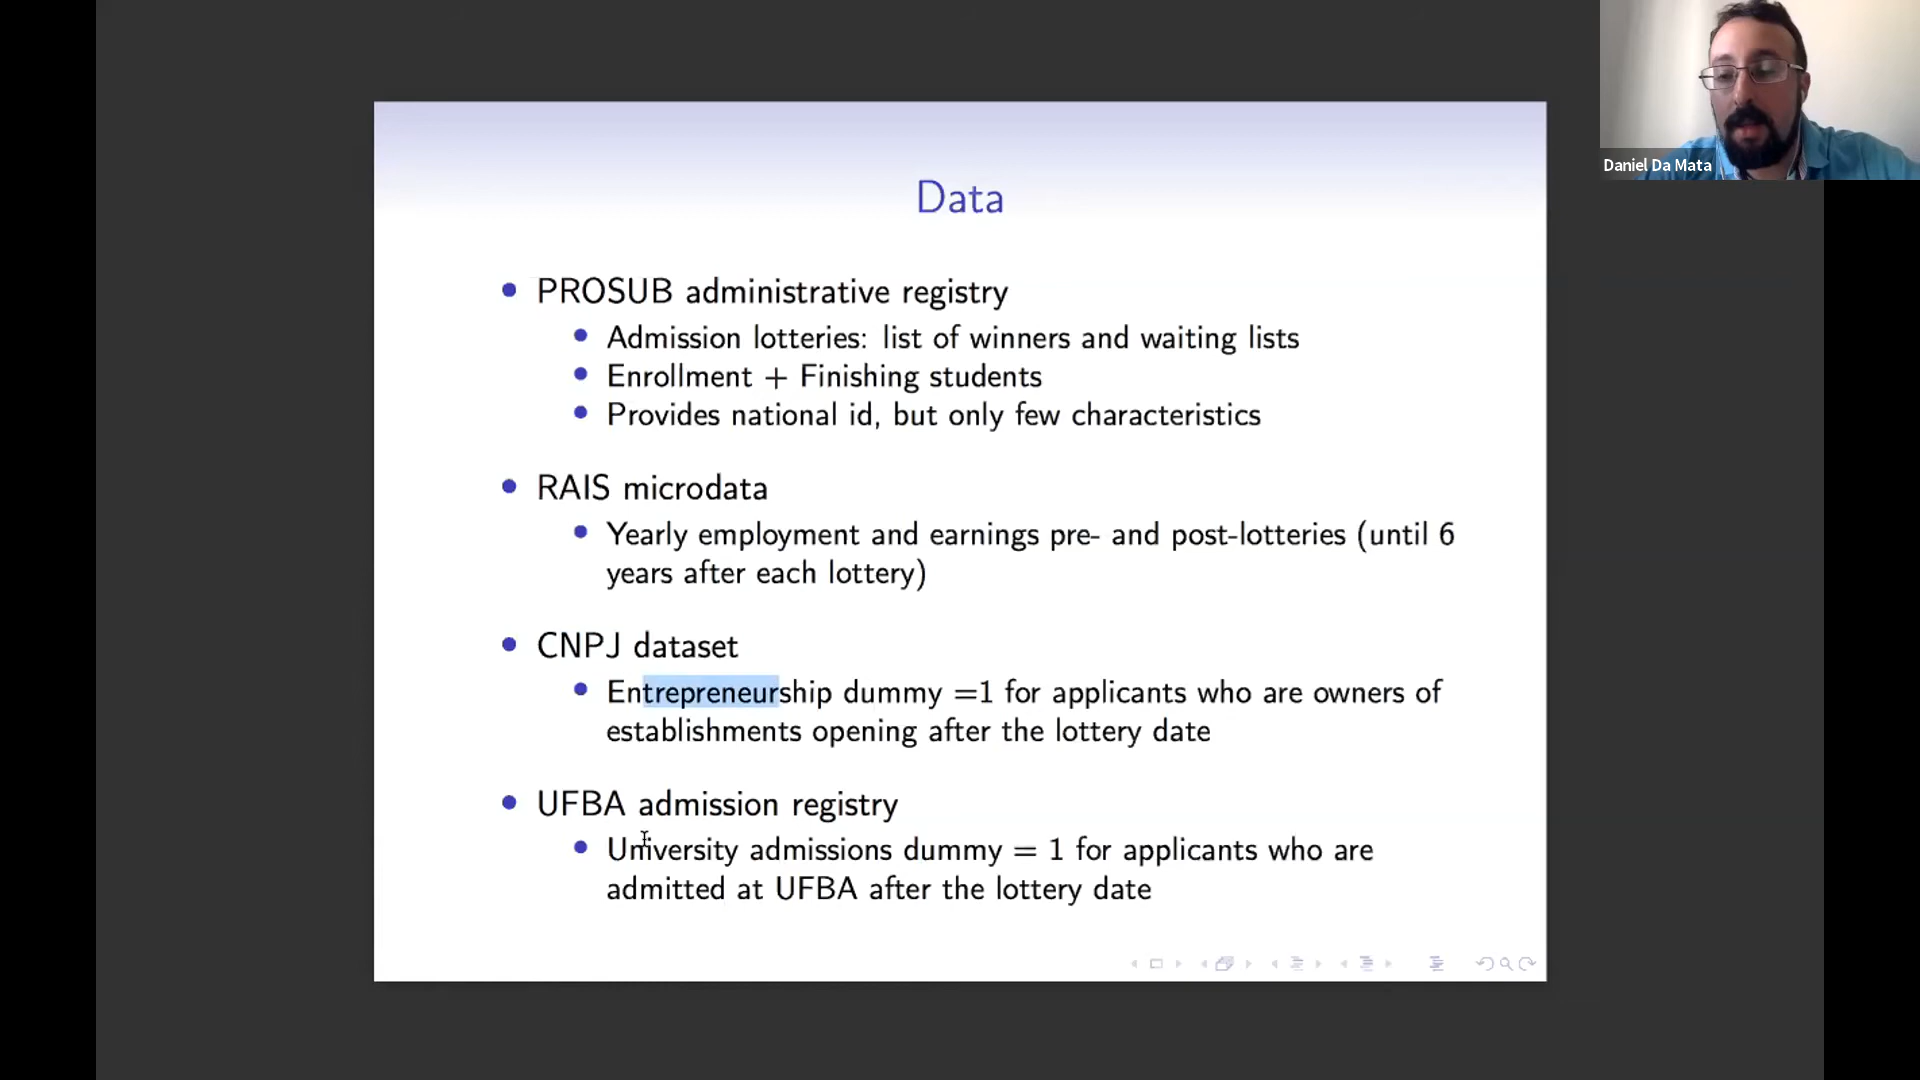 Daniel Da Mata
Data
PROSUB administrative registry
Admission lotteries: list of winners and waiting lists
Enrollment + Finishing students
Provides national id, but only few characteristics
RAIS microdata
Yearly employment and earnings pre- and post-lotteries (until 6
years after each lottery)
CNPJ dataset
Entrepreneurship dummy =1 for applicants who are owners of
establishments opening after the lottery date
UFBA admission registry
University admissions dummy = 1 for applicants who are
admitted at UFBA after the lottery date